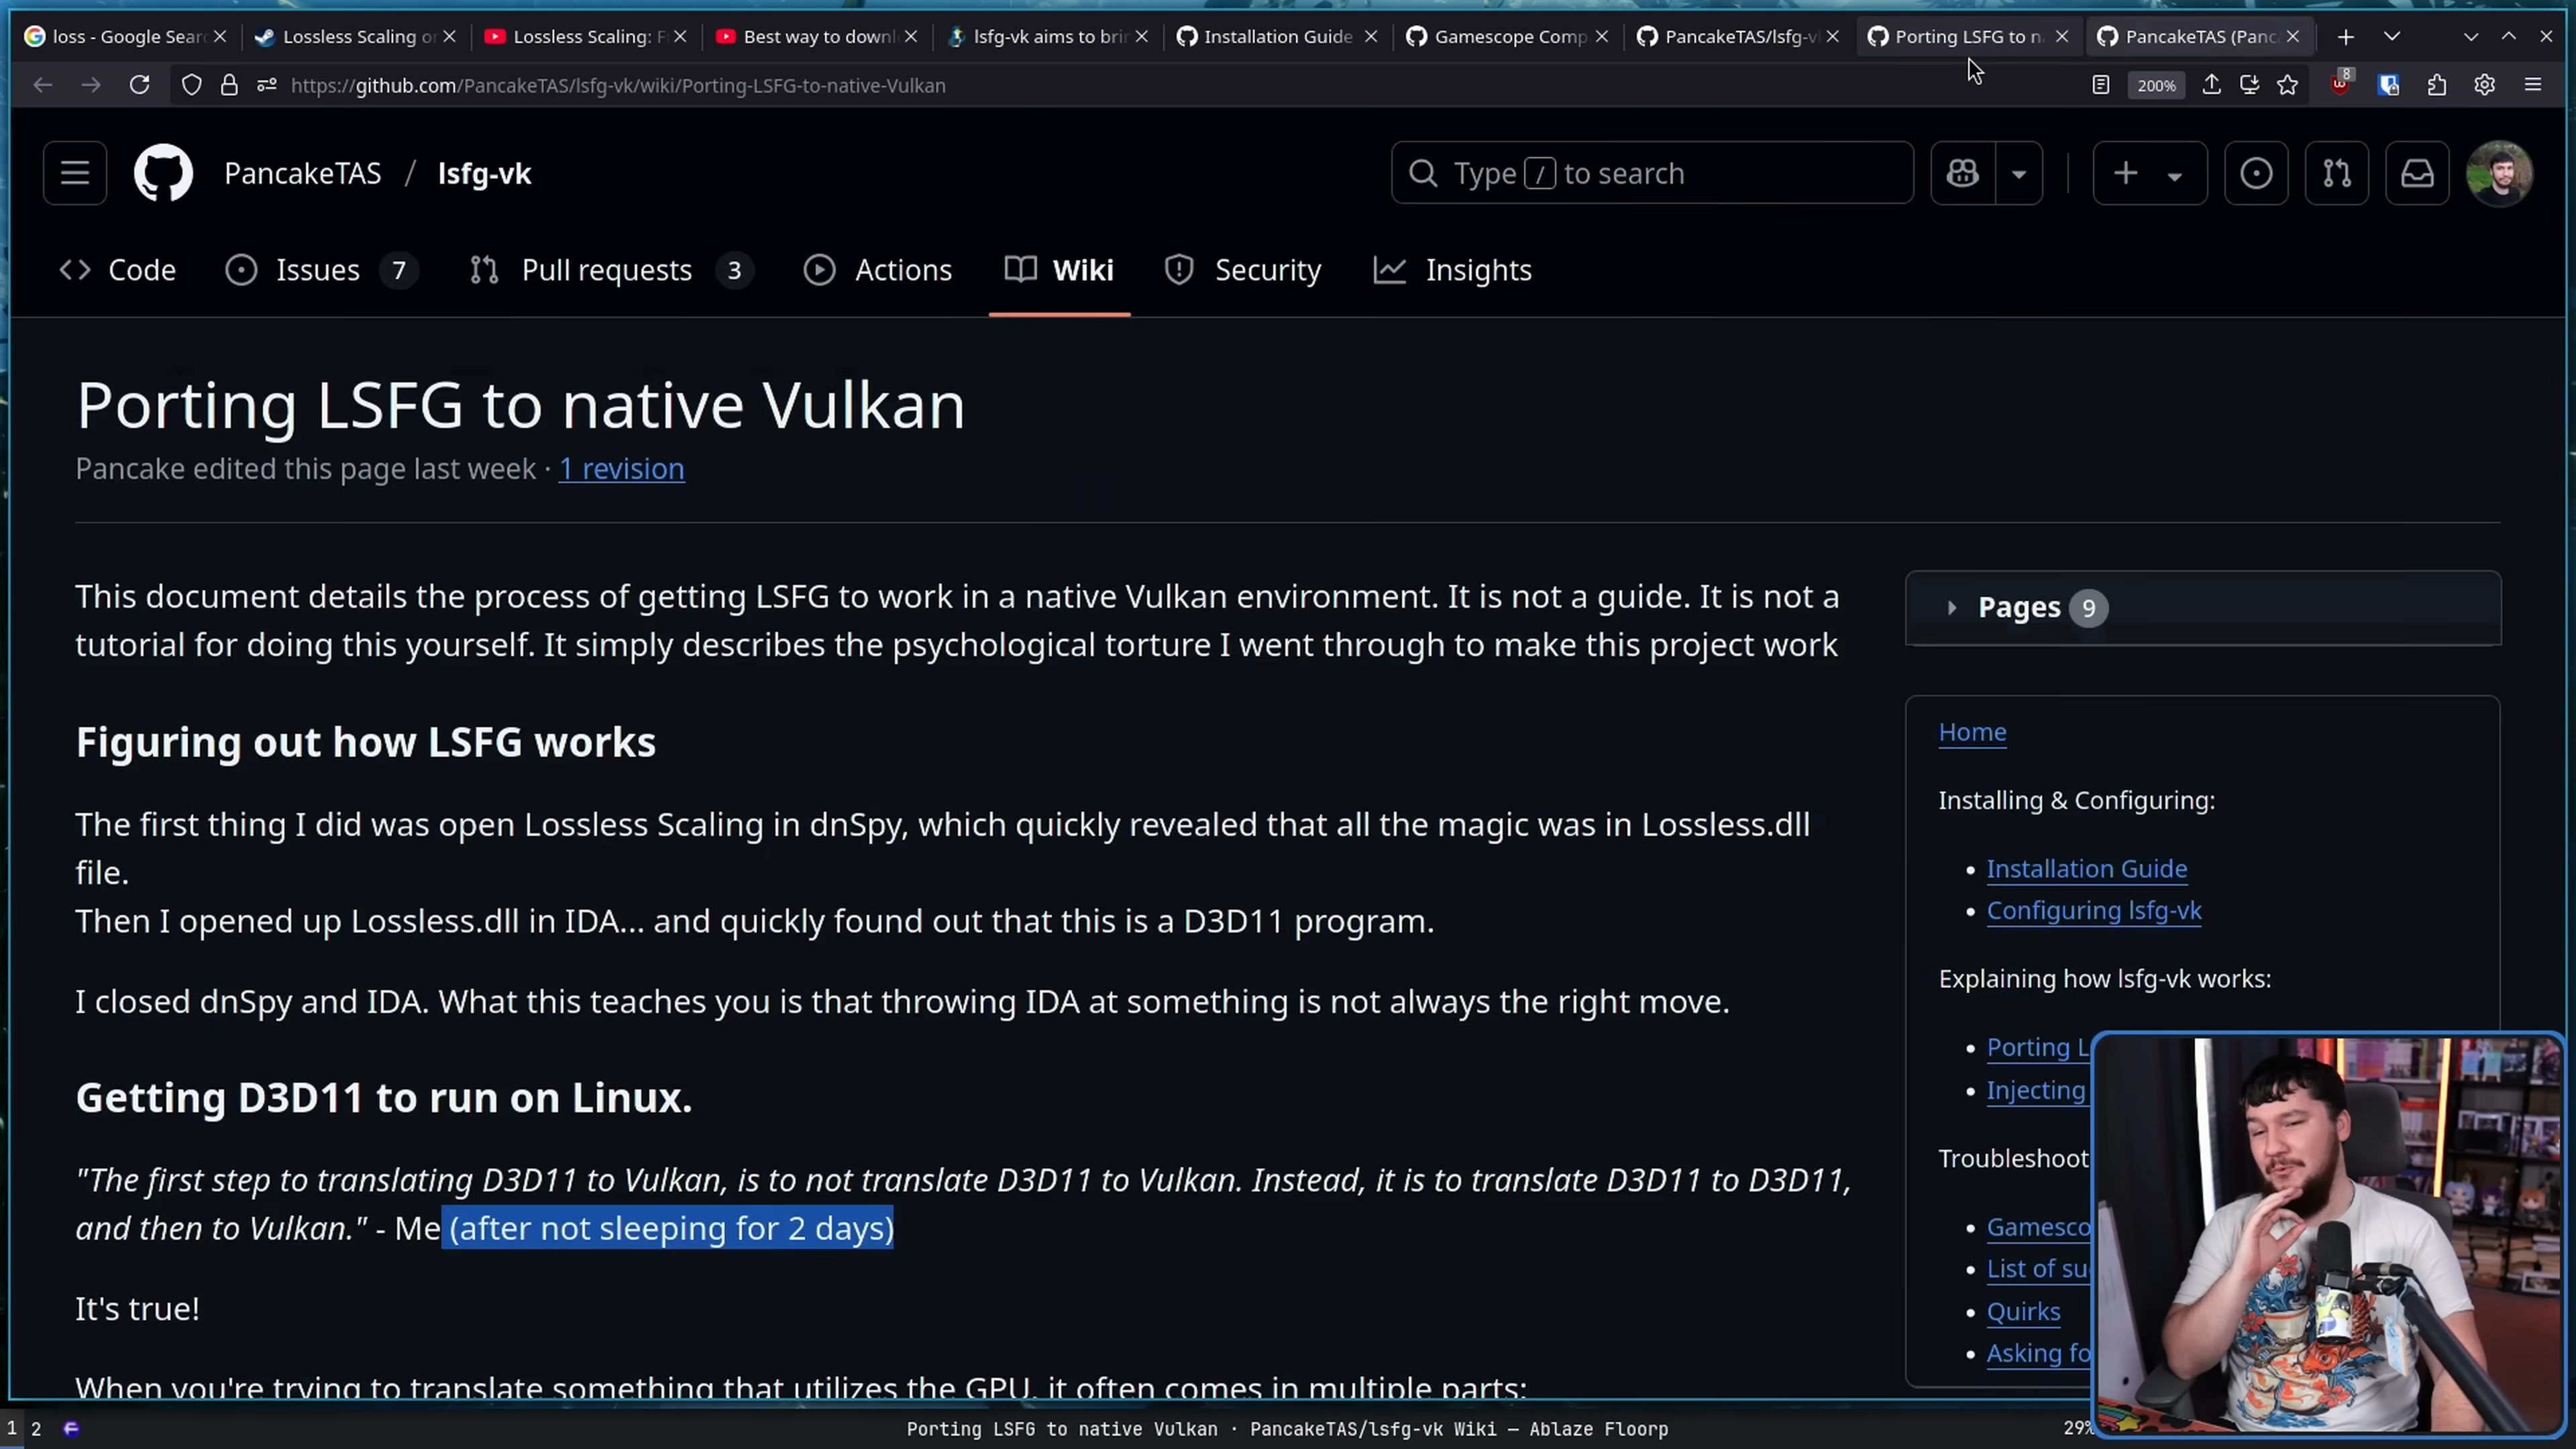 loss - Google Sear
Lossless Scaling o
Lossless Scaling: F
Best way to downl
lsfg-vk aims to brin
Installation Guide
Gamescope Comp
PancakeTAS/lsfg-v
Porting LSFG to n
PancakeTAS (Panc
https://github.com/PancakeTAS/lsfg-vk/wiki/Porting-LSFG-to-native-Vulkan
200%
8
PancakeTAS / lsfg-vk
Type / to search
Code
Issues 7
Pull requests 3
Actions
Wiki
Security
Insights
Porting LSFG to native Vulkan
Pancake edited this page last week · 1 revision
This document details the process of getting LSFG to work in a native Vulkan environment. It is not a guide. It is not a
tutorial for doing this yourself. It simply describes the psychological torture I went through to make this project work
Figuring out how LSFG works
The first thing I did was open Lossless Scaling in dnSpy, which quickly revealed that all the magic was in Lossless.dll
file.
Then I opened up Lossless.dll in IDA... and quickly found out that this is a D3D11 program.
I closed dnSpy and IDA. What this teaches you is that throwing IDA at something is not always the right move.
Getting D3D11 to run on Linux.
"The first step to translating D3D11 to Vulkan, is to not translate D3D11 to Vulkan. Instead, it is to translate D3D11 to D3D11,
and then to Vulkan." - Me (after not sleeping for 2 days)
It's true!
When you're trying to translate something that utilizes the GPU, it often comes in multiple parts:
Pages 9
Home
Installing & Configuring:
Installation Guide
Configuring lsfg-vk
Explaining how lsfg-vk works:
Porting L
Injecting
Troubleshoot
Gamesco
List of su
Quirks
Asking fo
1 2
Porting LSFG to native Vulkan · PancakeTAS/lsfg-vk Wiki — Ablaze Floorp
29%